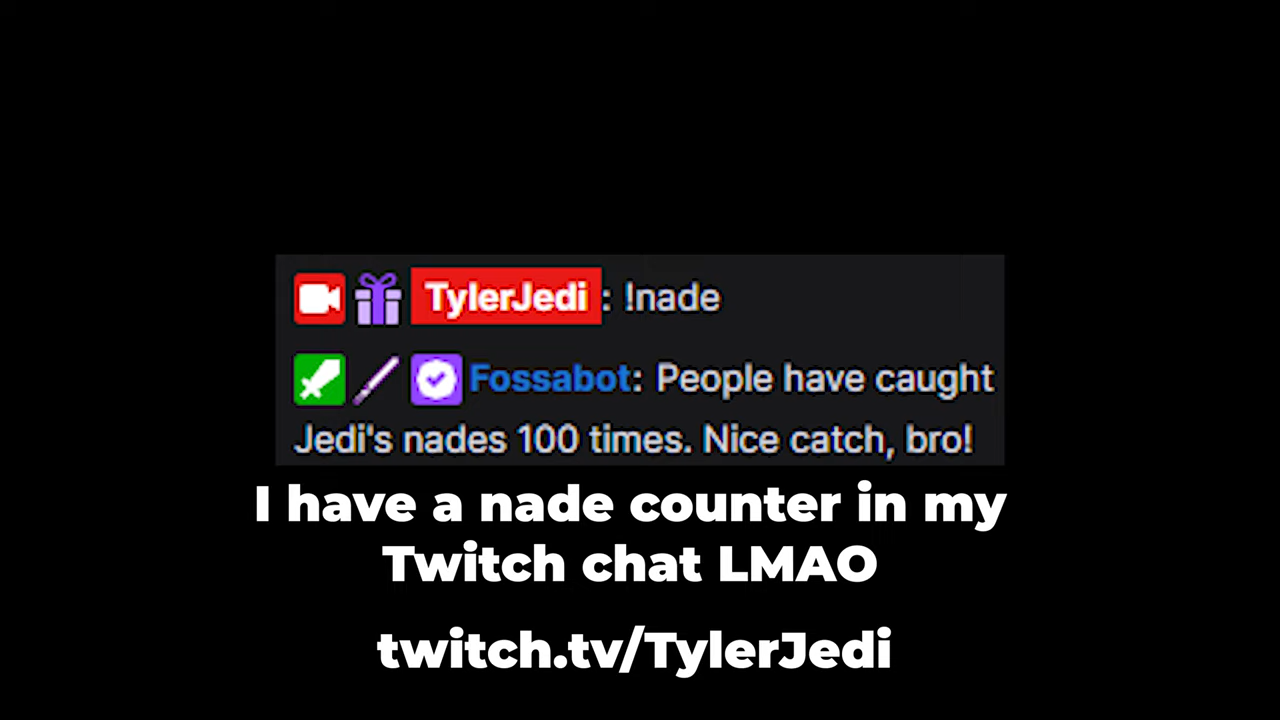 TylerJedi: !nade
Fossabot: People have caught
Jedi's nades 100 times. Nice catch, bro!
I have a nade counter in my
Twitch chat LMAO
twitch.tv/TylerJedi